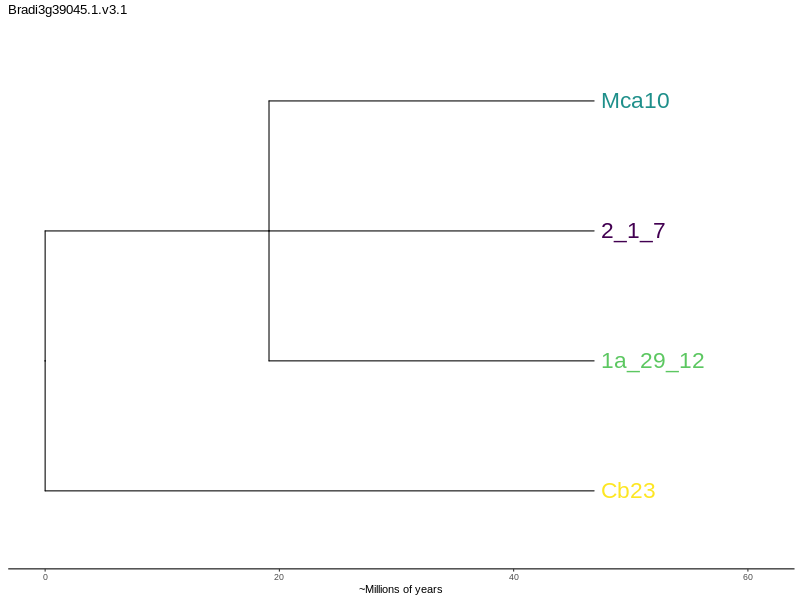 Bradi3g39045.1.v3.1
Mca10
2_1_7
1a_29_12
Cb23
0 20 40 60
~Millions of years